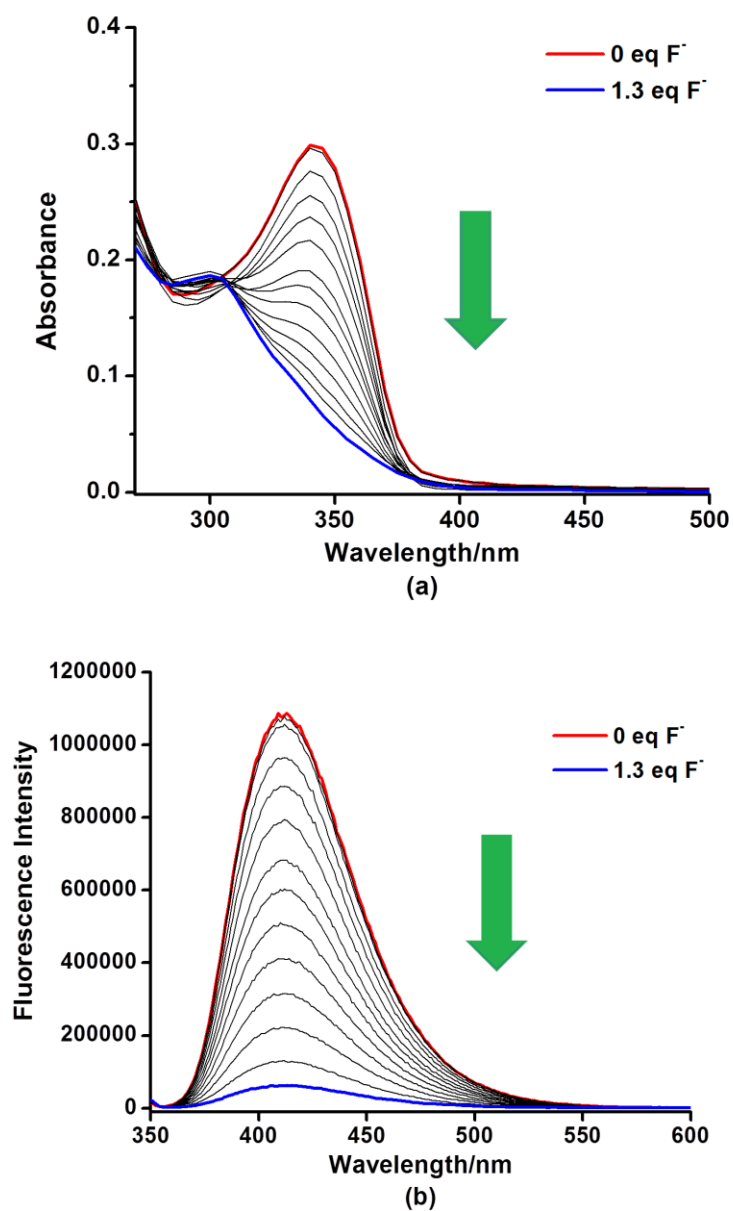 0.4
0.3
0.2
0.1
0.0
Absorbance
0 eq F⁻
1.3 eq F⁻
300 350 400 450 500
Wavelength/nm
(a)
1200000
1000000
800000
600000
400000
200000
0
Fluorescence Intensity
0 eq F⁻
1.3 eq F⁻
350 400 450 500 550 600
Wavelength/nm
(b)